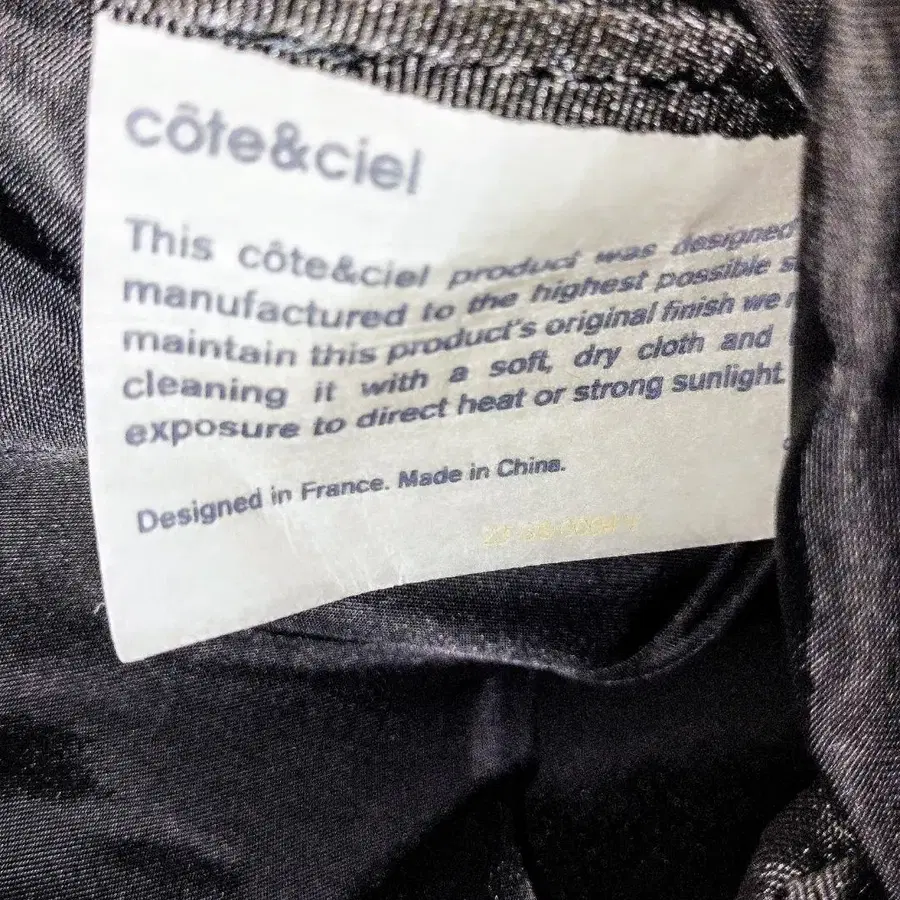 côte&ciel
This côte&ciel product was designed
manufactured to the highest possible
maintain this product's original finish we
cleaning it with a soft, dry cloth and
exposure to direct heat or strong sunlight.
Designed in France. Made in China.